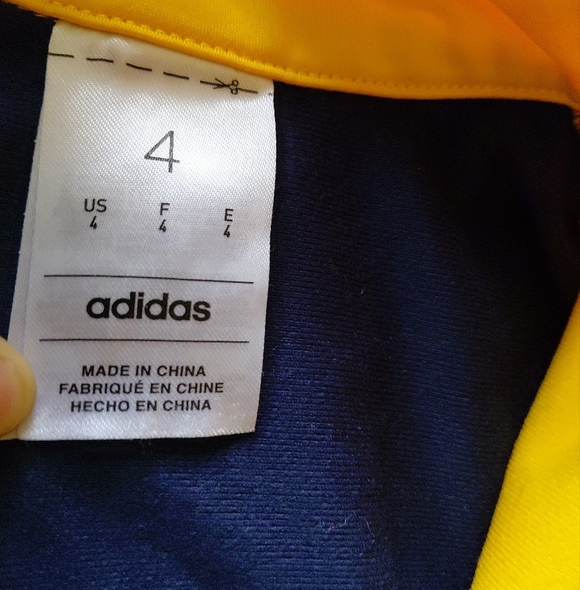 4
US F E
4 4 4
adidas
MADE IN CHINA
FABRIQUÉ EN CHINE
HECHO EN CHINA